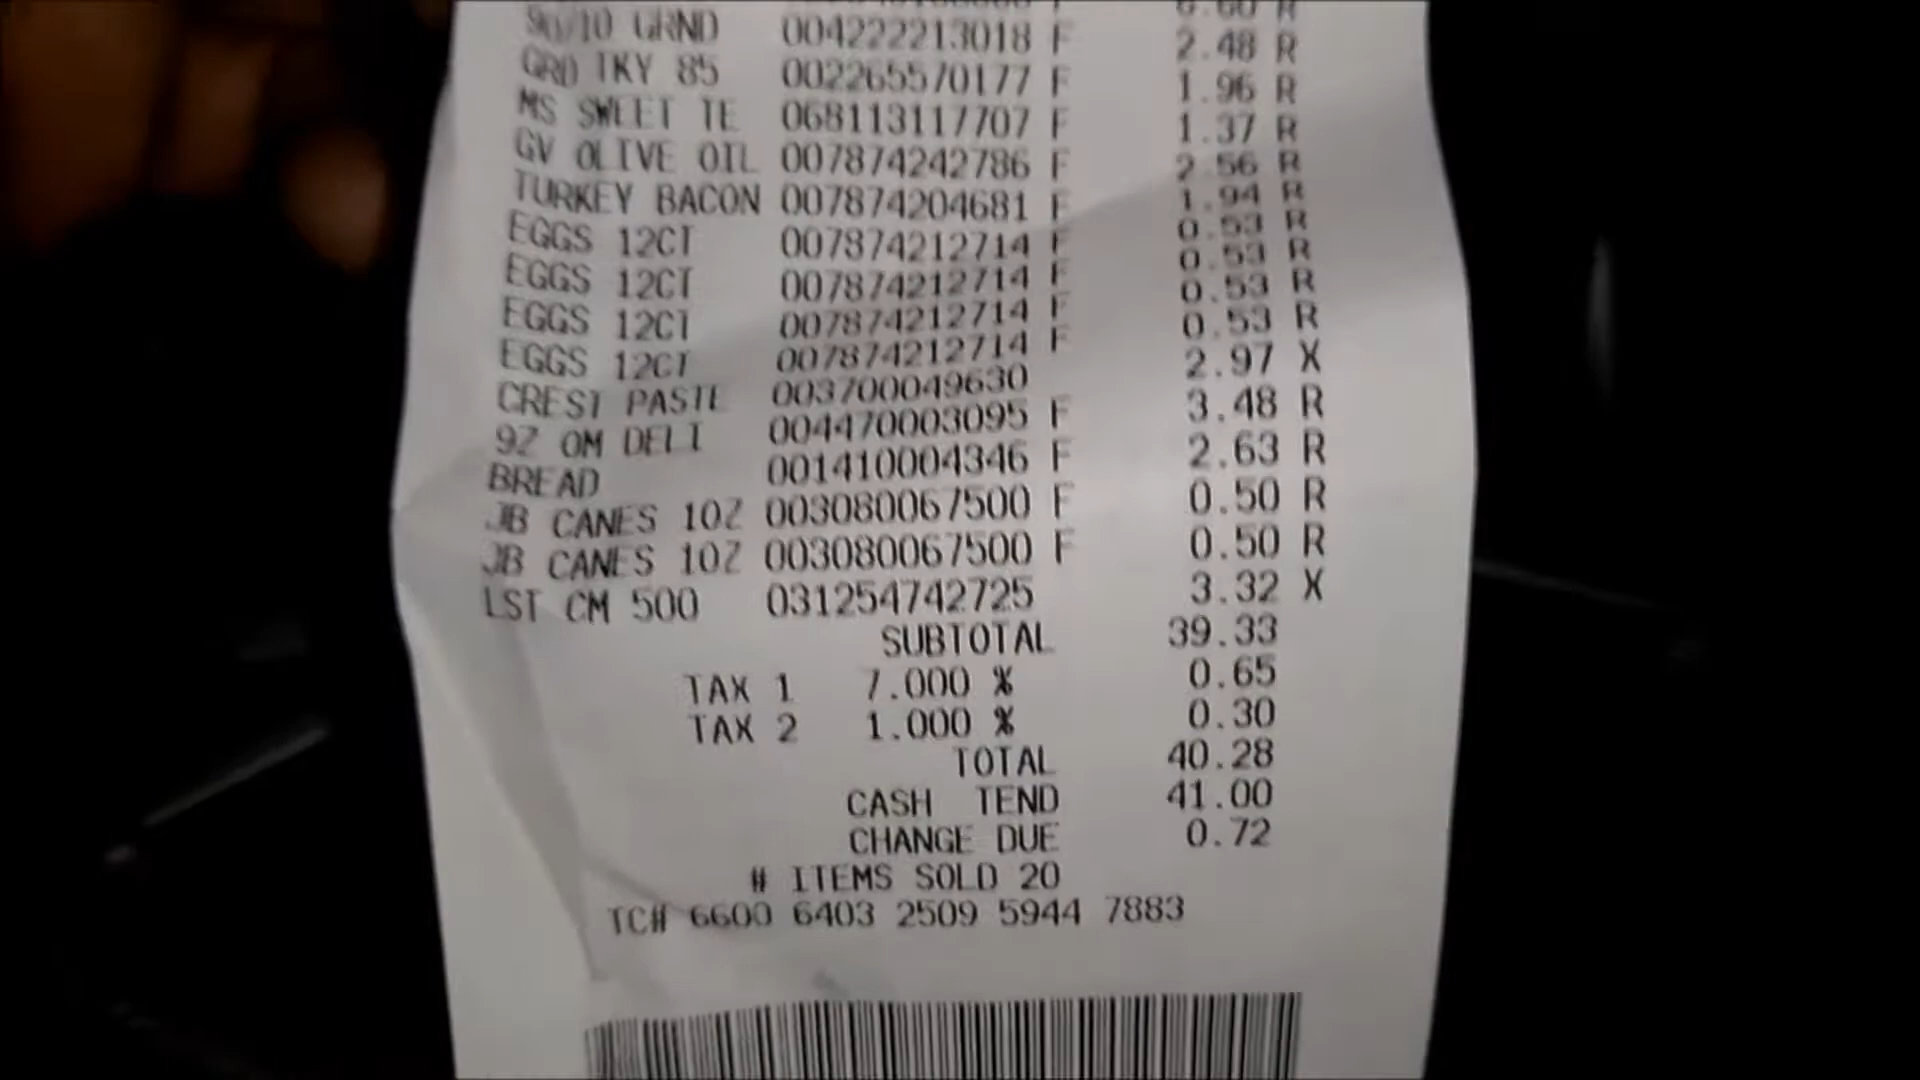 90/10 GRND 004222213018 F 2.48 R
GRD TKY 85 002265570177 F 1.96 R
MS SWEET TE 068113117707 F 1.37 R
GV OLIVE OIL 007874242786 F 2.56 R
TURKEY BACON 007874204681 F 1.94 R
EGGS 12CT 007874212714 F 0.53 R
EGGS 12CT 007874212714 F 0.53 R
EGGS 12CT 007874212714 F 0.53 R
EGGS 12CT 007874212714 F 0.53 R
CREST PASTE 003700049630 2.97 X
9Z OM DELI 004470003095 F 3.48 R
BREAD 001410004346 F 2.63 R
JB CANES 10Z 003080067500 F 0.50 R
JB CANES 10Z 003080067500 F 0.50 R
LST CM 500 031254742725 3.32 X
SUBTOTAL 39.33
TAX 1 7.000 % 0.65
TAX 2 1.000 % 0.30
TOTAL 40.28
CASH TEND 41.00
CHANGE DUE 0.72
# ITEMS SOLD 20
TC# 6600 6403 2509 5944 7883